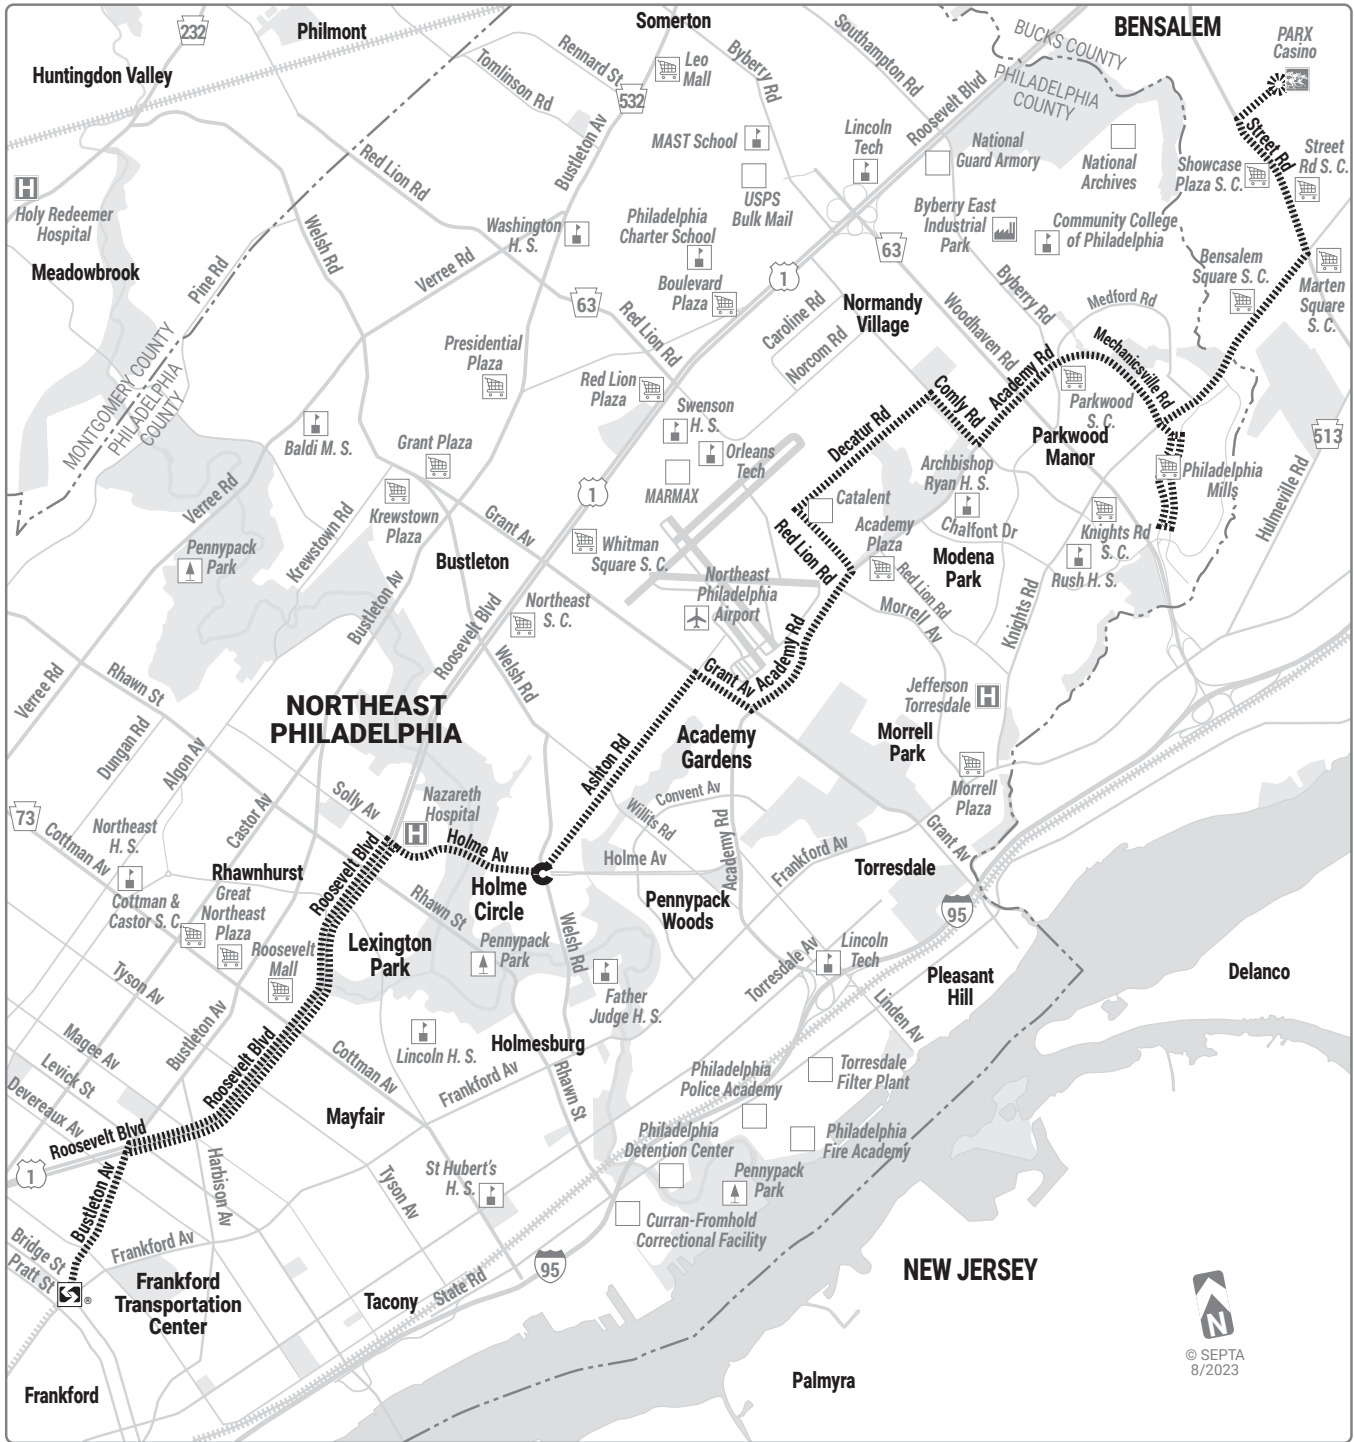 232
Philmont
Somerton
BENSALEM
Huntingdon Valley
Rennard St
Tomlinson Rd
Leo
Mall
532
Byberry Rd
Southampton Rd
Roosevelt Blvd
BUCKS COUNTY
PHILADELPHIA
COUNTY
PARX
Casino
Street Rd
Street
Rd S. C.
Showcase
Plaza S. C.
National
Archives
National
Guard Armory
Lincoln
Tech
MAST School
USPS
Bulk Mail
Bustleton Av
Red Lion Rd
H
Holy Redeemer
Hospital
Meadowbrook
Welsh Rd
Pine Rd
Washington
H. S.
Philadelphia
Charter School
Verree Rd
63
Boulevard
Plaza
1
63
Byberry East
Industrial
Park
Community College
of Philadelphia
Bensalem
Square S. C.
Marten
Square
S. C.
Medford Rd
Byberry Rd
Woodhaven Rd
Normandy
Village
Caroline Rd
Norcom Rd
Red Lion Rd
Presidential
Plaza
Red Lion
Plaza
MONTGOMERY COUNTY
PHILADELPHIA
COUNTY
Baldi M. S.
Grant Plaza
Swenson
H. S.
Orleans
Tech
MARMAX
Decatur Rd
Comly Rd
Academy Rd
Mechanicsville Rd
Parkwood
S. C.
Parkwood
Manor
513
Hulmeville Rd
Philadelphia
Mills
Archbishop
Ryan H. S.
Catalent
Chalfont Dr
Knights Rd
S. C.
Rush H. S.
Academy
Plaza
Modena
Park
Red Lion Rd
Red Lion Rd
Morrell Av
Knights Rd
1
Verree Rd
Krewstown Rd
Krewstown
Plaza
Grant Av
Whitman
Square S. C.
Bustleton
Pennypack
Park
Northeast
Philadelphia
Airport
Bustleton Av
Roosevelt Blvd
Northeast
S. C.
Welsh Rd
Verree Rd
Rhawn St
NORTHEAST
PHILADELPHIA
Grant Av
Academy Rd
Academy
Gardens
Jefferson
Torresdale
H
Morrell
Park
Morrell
Plaza
Dungan Rd
Algon Av
Castor Av
Solly Av
Nazareth
Hospital
H
Ashton Rd
Willits Rd
Convent Av
Academy Rd
Frankford Av
Grant Av
73
Cottman Av
Northeast
H. S.
Cottman &
Castor S. C.
Rhawnhurst
Great
Northeast
Plaza
Roosevelt
Mall
Roosevelt Blvd
Holme Av
Holme
Circle
Holme Av
Pennypack
Woods
Torresdale
95
Rhawn St
Lexington
Park
Pennypack
Park
Welsh Rd
Father
Judge H. S.
Torresdale Av
Lincoln
Tech
Pleasant
Hill
Delanco
Linden Av
Tyson Av
Magee Av
Levick St
Devereaux Av
Bustleton Av
Roosevelt Blvd
Lincoln H. S.
Holmesburg
Cottman Av
Frankford Av
Rhawn St
Mayfair
Philadelphia
Police Academy
Torresdale
Filter Plant
Philadelphia
Detention Center
Philadelphia
Fire Academy
Pennypack
Park
Curran-Fromhold
Correctional Facility
Roosevelt Blvd
1
Bustleton Av
Harbison Av
Tyson Av
St Hubert's
H. S.
Bridge St
Pratt St
Frankford Av
®
Frankford
Transportation
Center
Tacony
State Rd
95
NEW JERSEY
N
© SEPTA
8/2023
Frankford
Palmyra